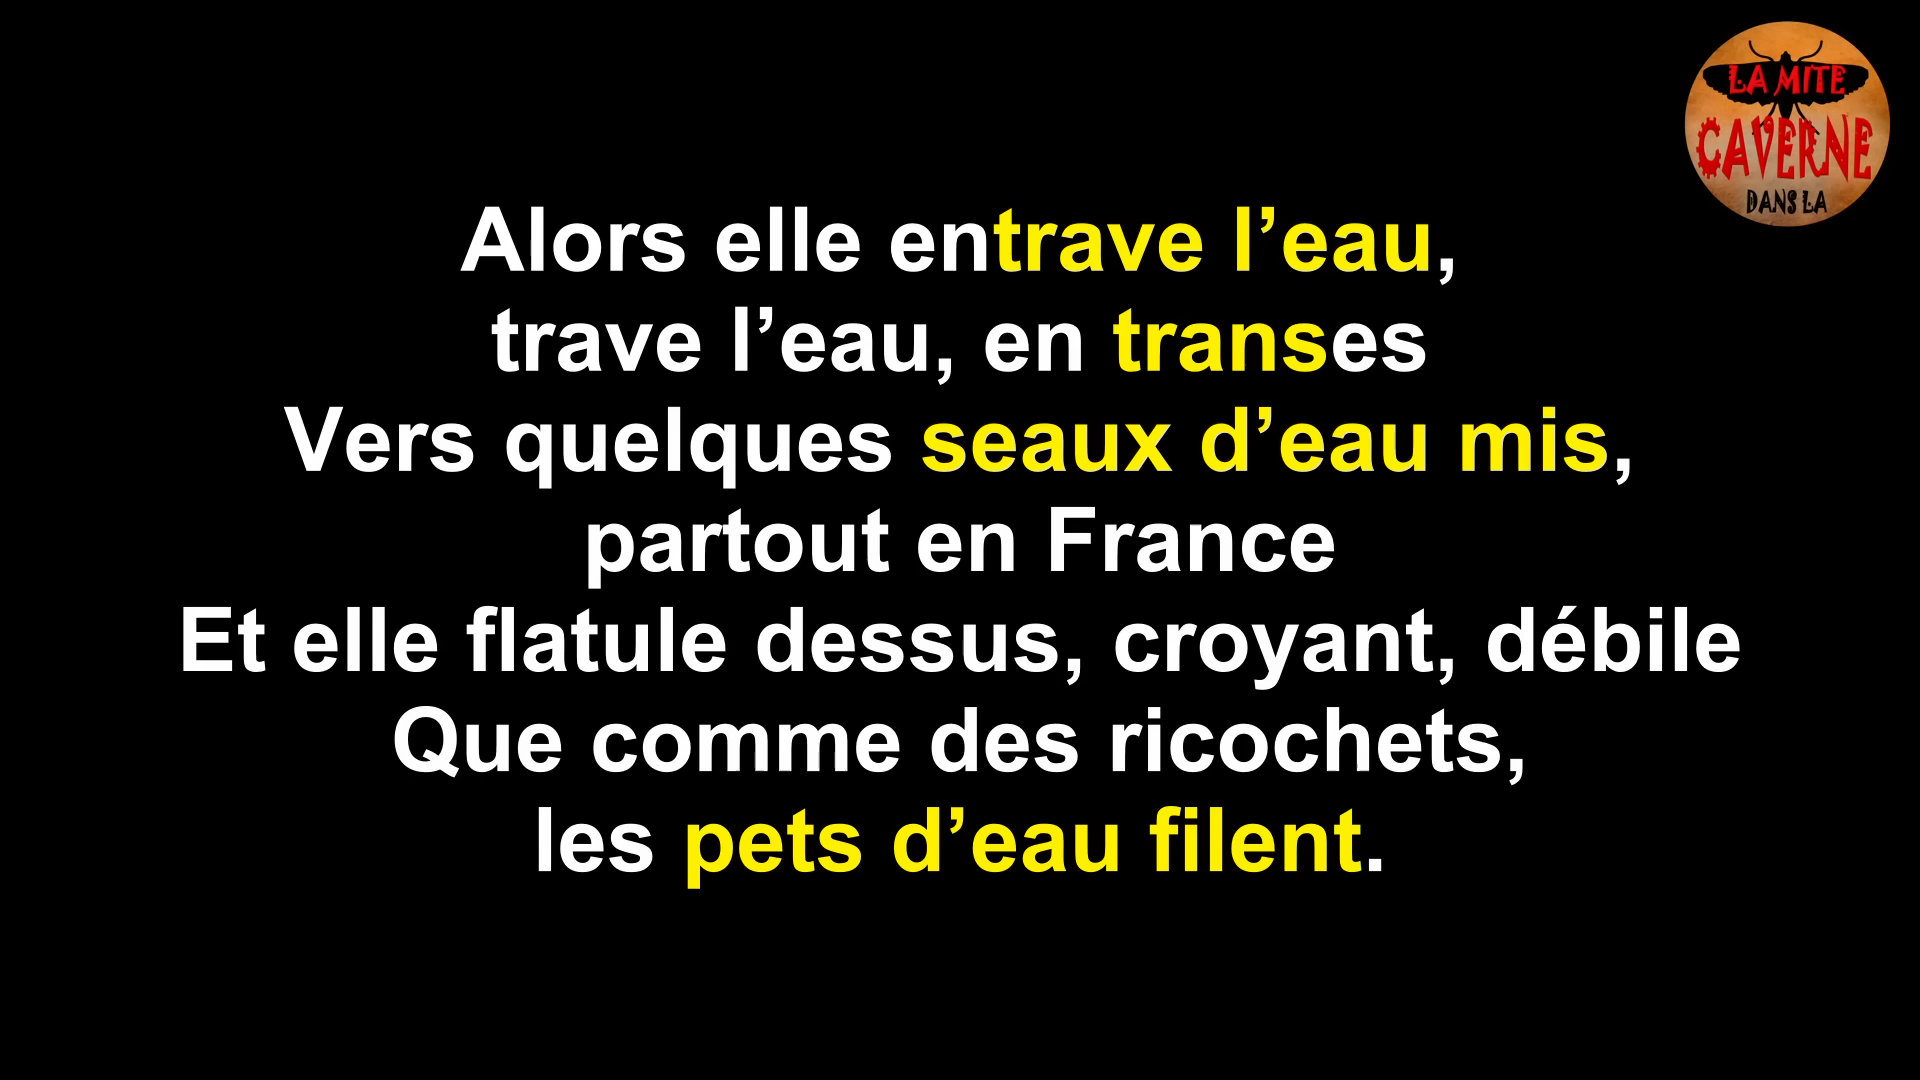 LA MITE
CAVERNE
DANS LA
Alors elle entrave l’eau,
trave l’eau, en transes
Vers quelques seaux d’eau mis,
partout en France
Et elle flatule dessus, croyant, débile
Que comme des ricochets,
les pets d’eau filent.